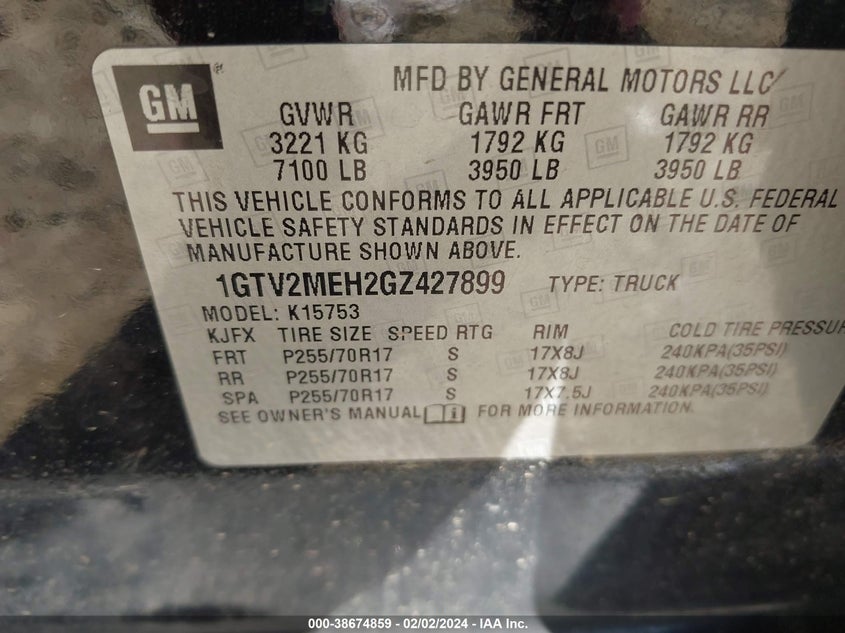 GM®
MFD BY GENERAL MOTORS LLC/
GVWR GAWR FRT GAWR RR
3221 KG 1792 KG 1792 KG
7100 LB 3950 LB 3950 LB
THIS VEHICLE CONFORMS TO ALL APPLICABLE U.S. FEDERAL
VEHICLE SAFETY STANDARDS IN EFFECT ON THE DATE OF
MANUFACTURE SHOWN ABOVE.
1GTV2MEH2GZ427899 TYPE: TRUCK
MODEL: K15753
KJFX TIRE SIZE SPEED RTG RIM COLD TIRE PRESSUR
FRT P255/70R17 S 17X8J 240KPA(35PSI)
RR P255/70R17 S 17X8J 240KPA(35PSI)
SPA P255/70R17 S 17X7.5J 240KPA(35PSI)
SEE OWNER'S MANUAL FOR MORE INFORMATION.
000-38674859 - 02/02/2024 - IAA Inc.